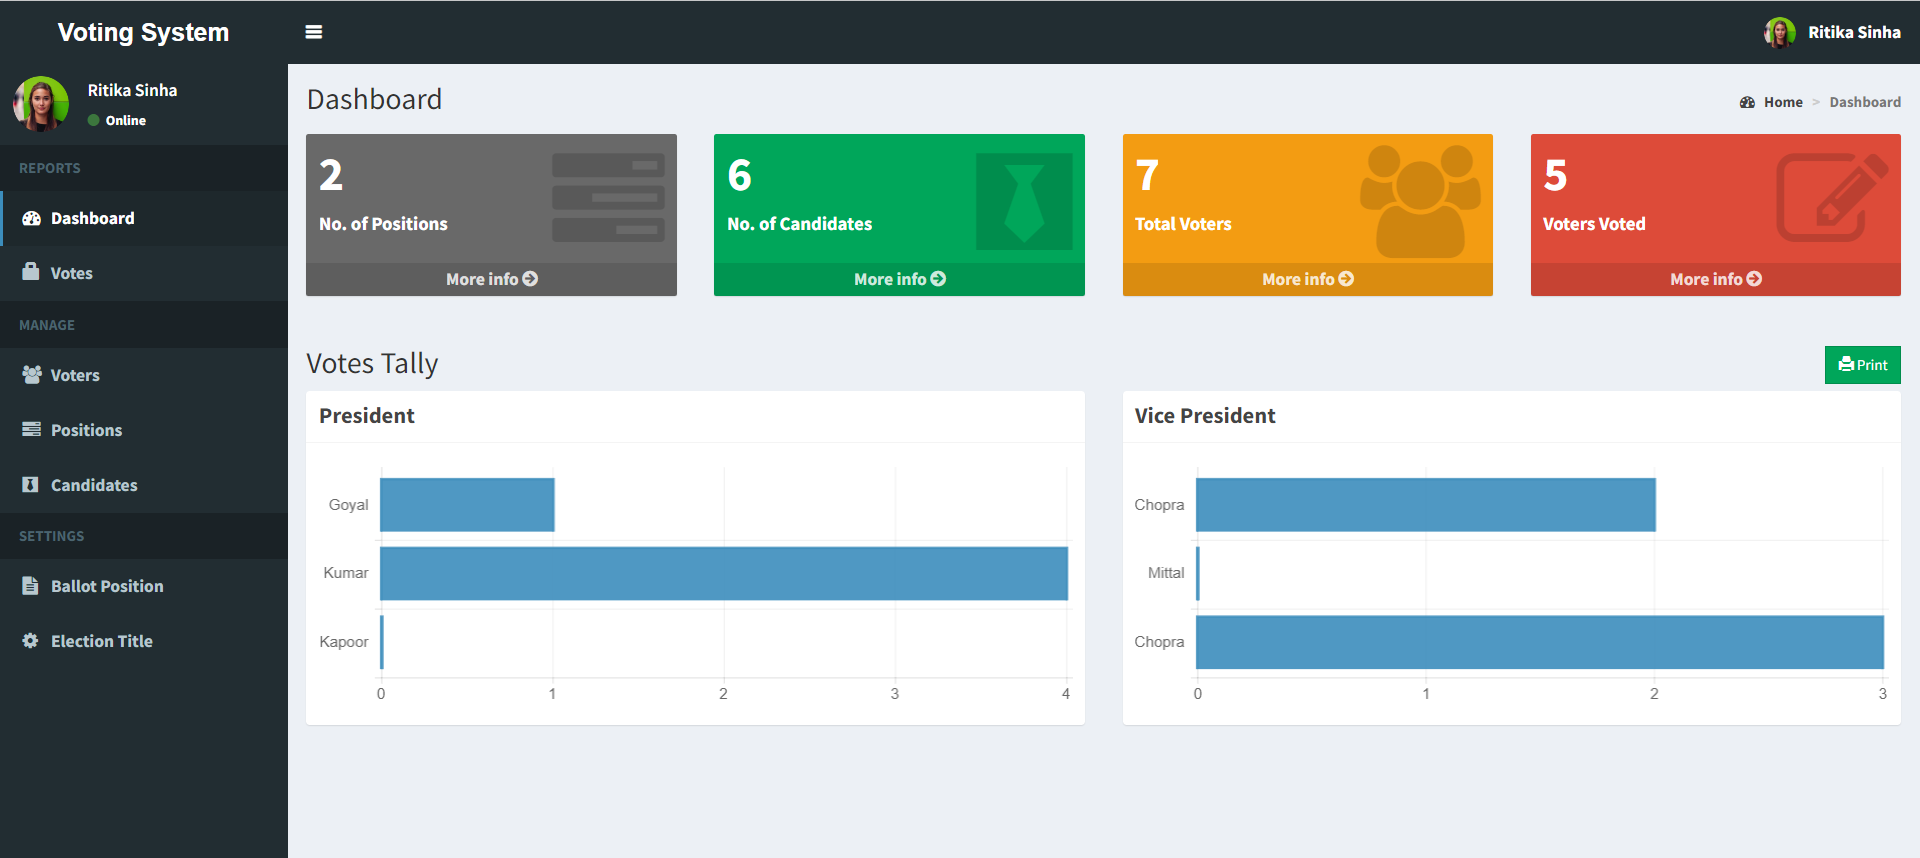 Voting System
Ritika Sinha
Ritika Sinha
Online
REPORTS
Dashboard
Votes
MANAGE
Voters
Positions
Candidates
SETTINGS
Ballot Position
Election Title
Dashboard
Home > Dashboard
2
No. of Positions
More info
6
No. of Candidates
More info
7
Total Voters
More info
5
Voters Voted
More info
Votes Tally
Print
President
Goyal
Kumar
Kapoor
0 1 2 3 4
Vice President
Chopra
Mittal
Chopra
0 1 2 3